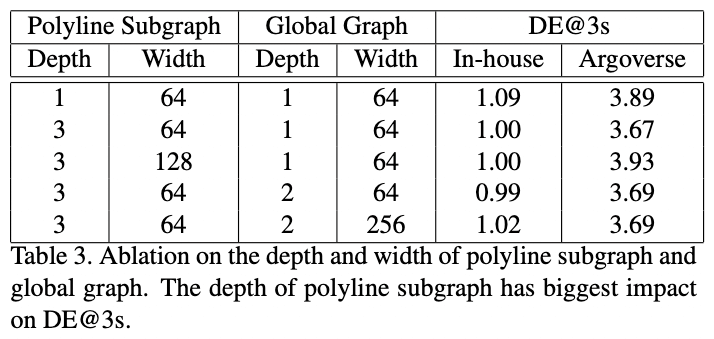 Polyline Subgraph Global Graph DE@3s
Depth Width Depth Width In-house Argoverse
1 64 1 64 1.09 3.89
3 64 1 64 1.00 3.67
3 128 1 64 1.00 3.93
3 64 2 64 0.99 3.69
3 64 2 256 1.02 3.69
Table 3. Ablation on the depth and width of polyline subgraph and
global graph. The depth of polyline subgraph has biggest impact
on DE@3s.